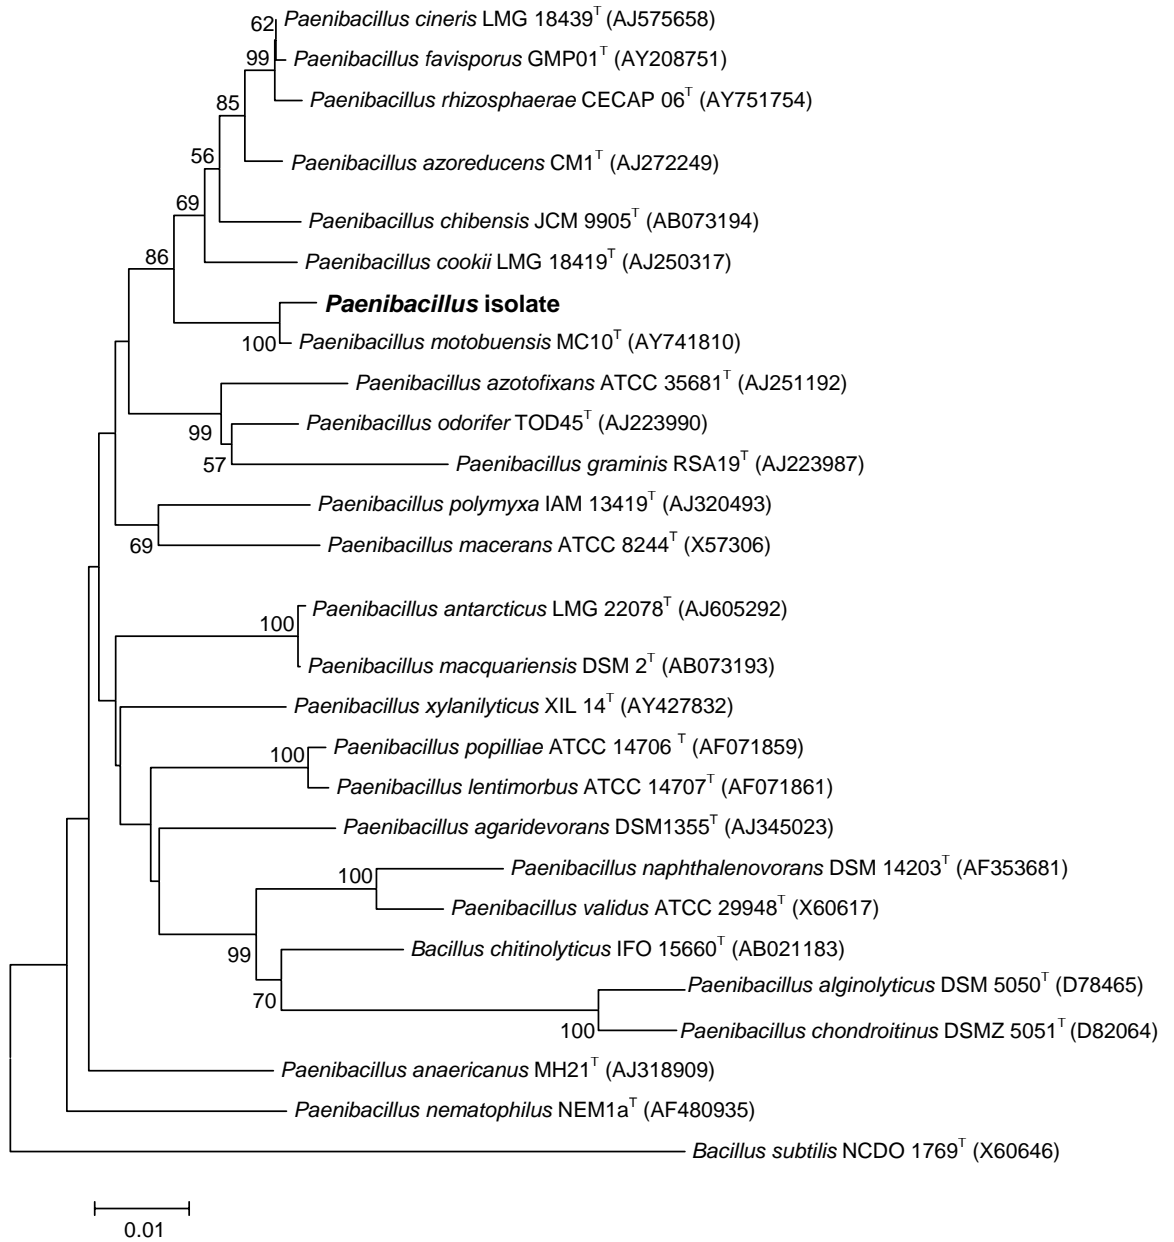 62 Paenibacillus cineris LMG 18439T (AJ575658)
99 Paenibacillus favisporus GMP01T (AY208751)
Paenibacillus rhizosphaerae CECAP 06T (AY751754)
85
56 Paenibacillus azoreducens CM1T (AJ272249)
69
Paenibacillus chibensis JCM 9905T (AB073194)
86 Paenibacillus cookii LMG 18419T (AJ250317)
Paenibacillus isolate
100 Paenibacillus motobuensis MC10T (AY741810)
Paenibacillus azotofixans ATCC 35681T (AJ251192)
Paenibacillus odorifer TOD45T (AJ223990)
99
57 Paenibacillus graminis RSA19T (AJ223987)
Paenibacillus polymyxa IAM 13419T (AJ320493)
69 Paenibacillus macerans ATCC 8244T (X57306)
Paenibacillus antarcticus LMG 22078T (AJ605292)
100
Paenibacillus macquariensis DSM 2T (AB073193)
Paenibacillus xylanilyticus XIL 14T (AY427832)
100 Paenibacillus popilliae ATCC 14706 T (AF071859)
Paenibacillus lentimorbus ATCC 14707T (AF071861)
Paenibacillus agaridevorans DSM1355T (AJ345023)
100 Paenibacillus naphthalenovorans DSM 14203T (AF353681)
Paenibacillus validus ATCC 29948T (X60617)
99 Bacillus chitinolyticus IFO 15660T (AB021183)
70 Paenibacillus alginolyticus DSM 5050T (D78465)
100 Paenibacillus chondroitinus DSMZ 5051T (D82064)
Paenibacillus anaericanus MH21T (AJ318909)
Paenibacillus nematophilus NEM1aT (AF480935)
Bacillus subtilis NCDO 1769T (X60646)
0.01